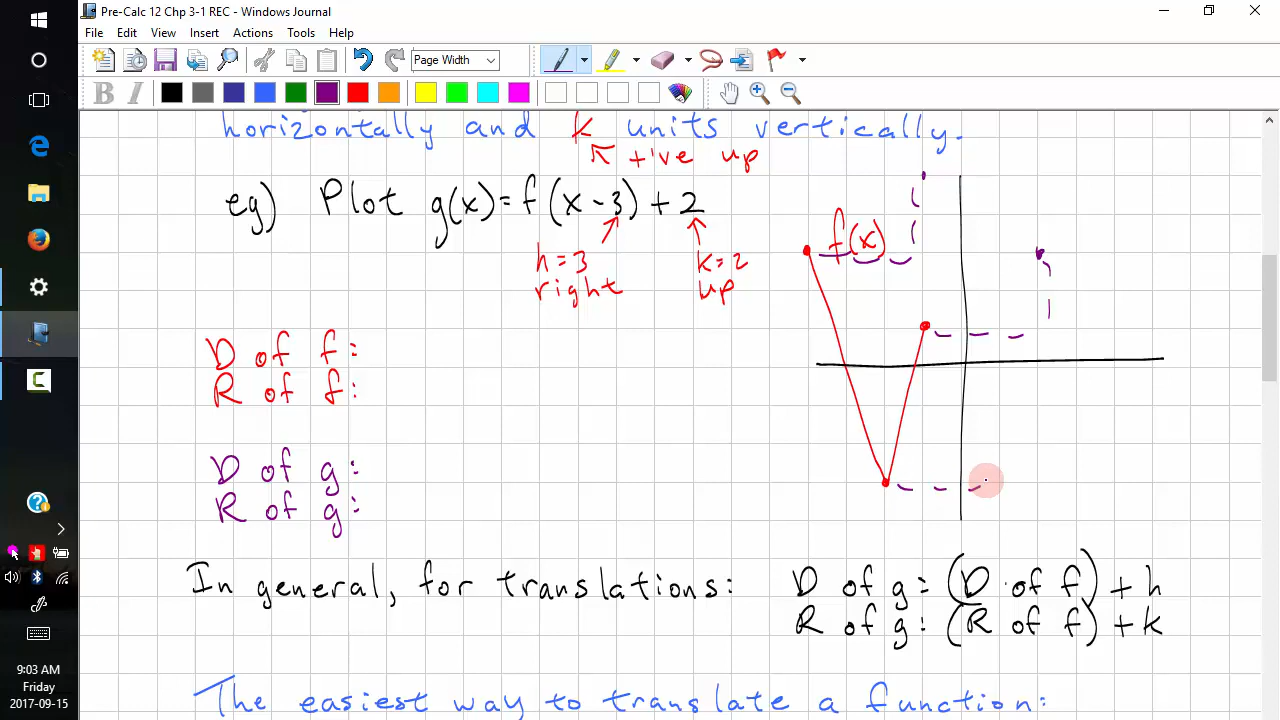 Pre-Calc 12 Chp 3-1 REC - Windows Journal
File Edit View Insert Actions Tools Help
Page Width
B I
horizontally and k units vertically.
+'ve up
eg) Plot g(x)=f(x-3)+2
f(x)
h=3 k=2
right up
D of f:
R of f:
D of g:
R of g:
In general, for translations: D of g: (D of f) + h
R of g: (R of f) + k
The easiest way to translate a function:
9:03 AM
Friday
2017-09-15